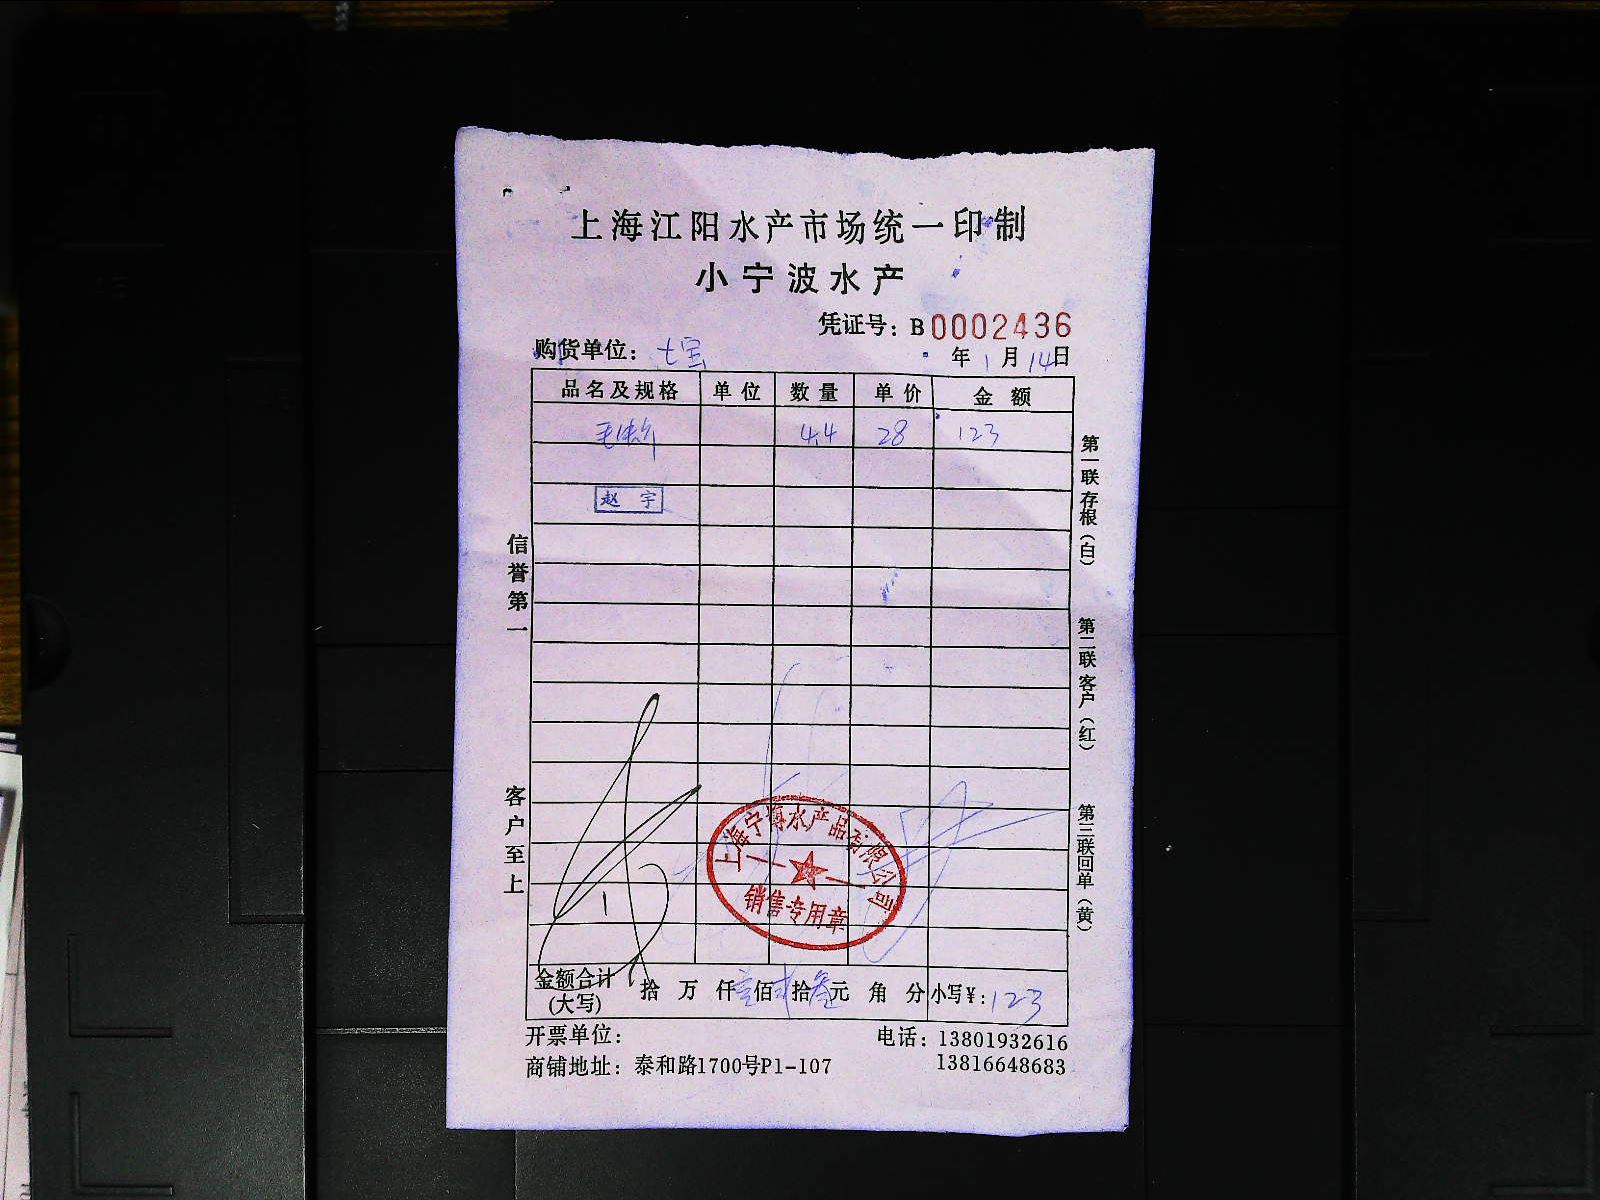 上海江阳水产市场统一印制
小宁波水产
凭证号：B0002436
购货单位：七宝 年1月14日
品名及规格 单位 数量 单价 金额
4.4 28 123
赵宇
信誉第一
客户至上
第一联存根（白）
第二联客户（红）
第三联回单（黄）
上海宁博水产品有限公司
销售专用章
金额合计（大写） 拾 万 仟壹佰贰拾叁元 角 分 小写¥：123
开票单位： 电话：13801932616
商铺地址：泰和路1700号P1-107 13816648683